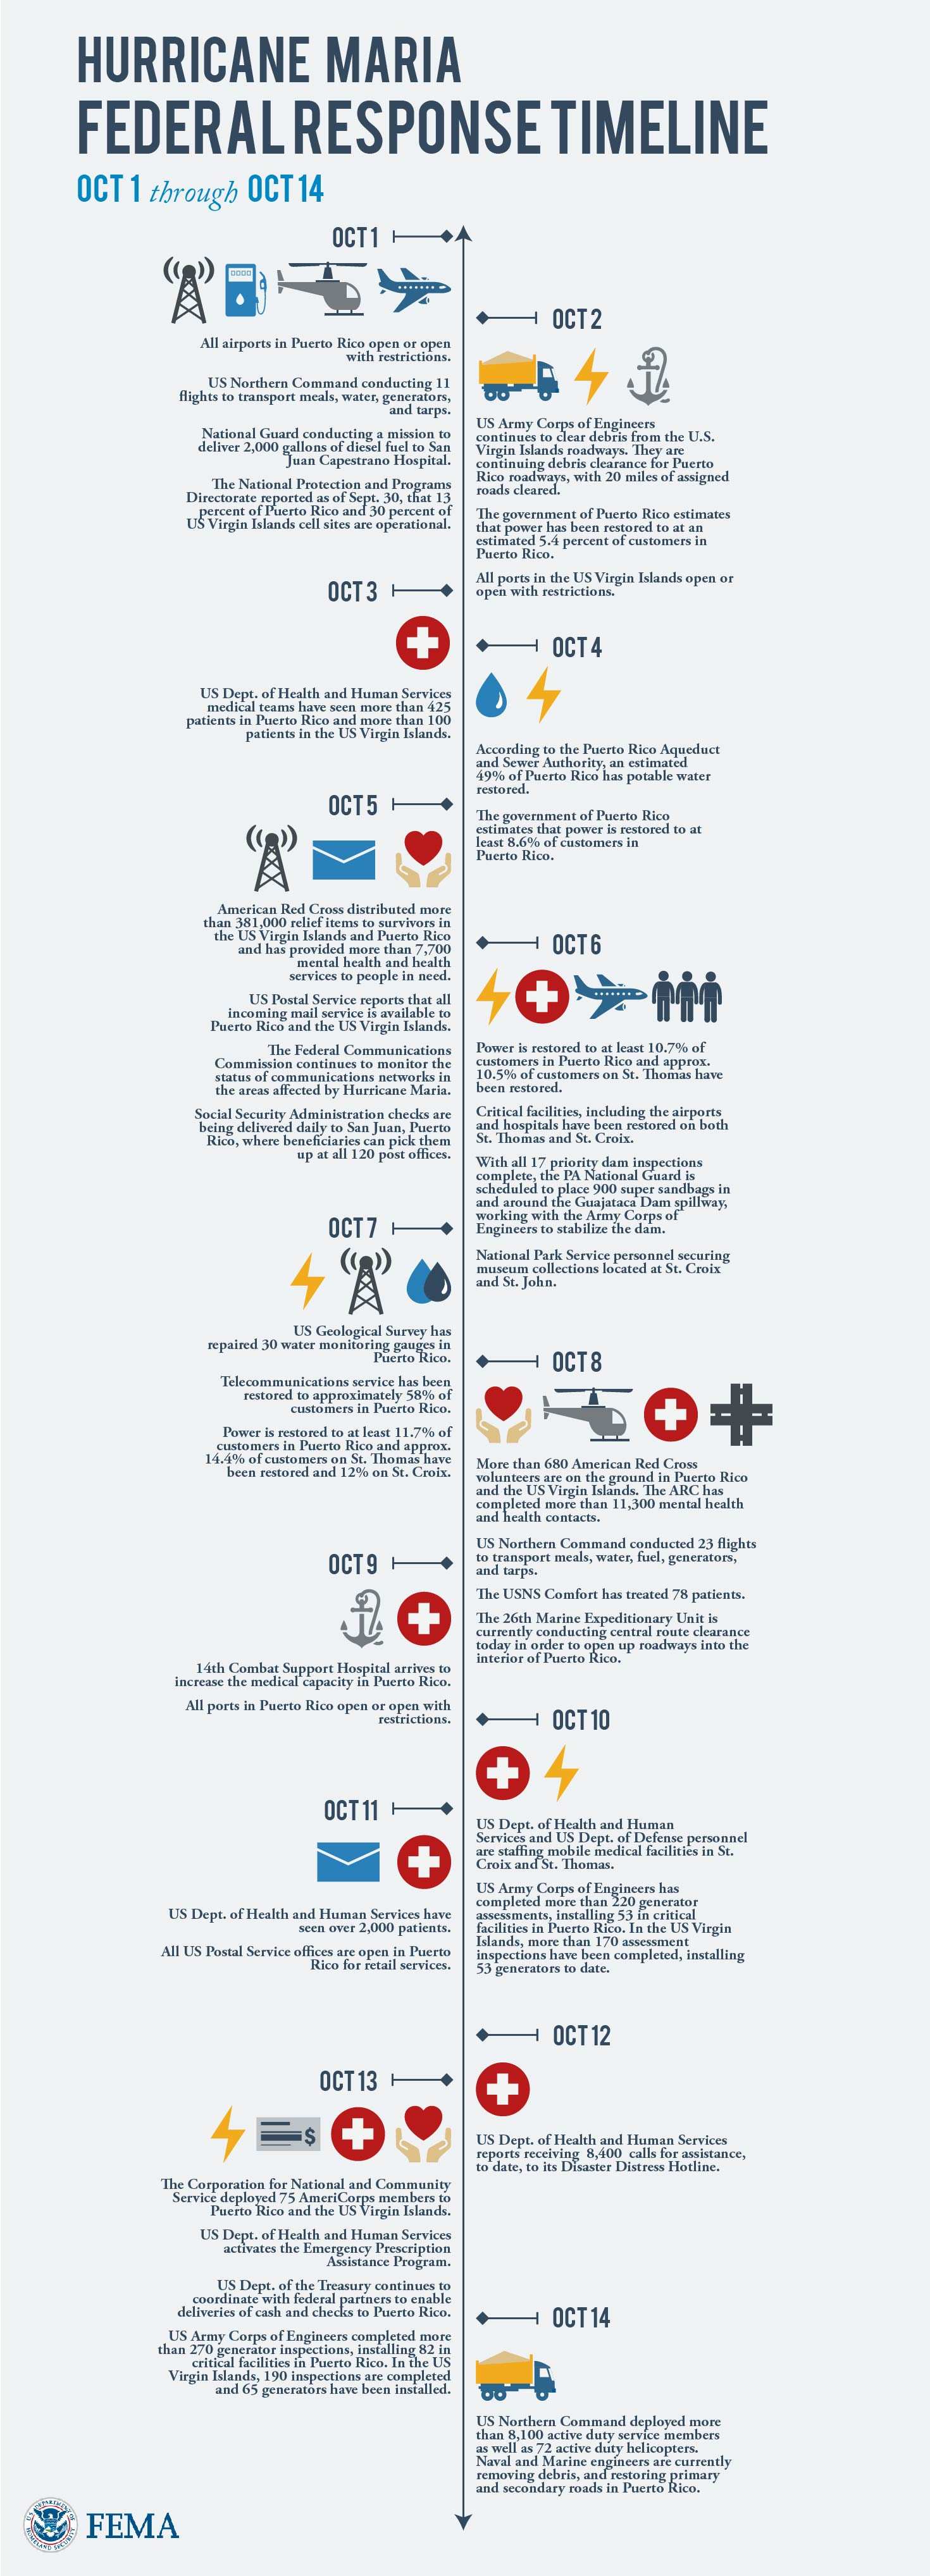 HURRICANE MARIA
FEDERAL RESPONSE TIMELINE
OCT 1 through OCT 14
OCT 1
All airports in Puerto Rico open or open
with restrictions.
US Northern Command conducting 11
flights to transport meals, water, generators,
and tarps.
National Guard conducting a mission to
deliver 2,000 gallons of diesel fuel to San
Juan Capestrano Hospital.
The National Protection and Programs
Directorate reported as of Sept. 30, that 13
percent of Puerto Rico and 30 percent of
US Virgin Islands cell sites are operational.
OCT 2
US Army Corps of Engineers
continues to clear debris from the U.S.
Virgin Islands roadways. They are
continuing debris clearance for Puerto
Rico roadways, with 20 miles of assigned
roads cleared.
The government of Puerto Rico estimates
that power has been restored to at an
estimated 5.4 percent of customers in
Puerto Rico.
All ports in the US Virgin Islands open or
open with restrictions.
OCT 3
US Dept. of Health and Human Services
medical teams have seen more than 425
patients in Puerto Rico and more than 100
patients in the US Virgin Islands.
OCT 4
According to the Puerto Rico Aqueduct
and Sewer Authority, an estimated
49% of Puerto Rico has potable water
restored.
The government of Puerto Rico
estimates that power is restored to at
least 8.6% of customers in
Puerto Rico.
OCT 5
American Red Cross distributed more
than 381,000 relief items to survivors in
the US Virgin Islands and Puerto Rico
and has provided more than 7,700
mental health and health
services to people in need.
US Postal Service reports that all
incoming mail service is available to
Puerto Rico and the US Virgin Islands.
The Federal Communications
Commission continues to monitor the
status of communications networks in
the areas affected by Hurricane Maria.
Social Security Administration checks are
being delivered daily to San Juan, Puerto
Rico, where beneficiaries can pick them
up at all 120 post offices.
OCT 6
Power is restored to at least 10.7% of
customers in Puerto Rico and approx.
10.5% of customers on St. Thomas have
been restored.
Critical facilities, including the airports
and hospitals have been restored on both
St. Thomas and St. Croix.
With all 17 priority dam inspections
complete, the PA National Guard is
scheduled to place 900 super sandbags in
and around the Guajataca Dam spillway,
working with the Army Corps of
Engineers to stabilize the dam.
National Park Service personnel securing
museum collections located at St. Croix
and St. John.
OCT 7
US Geological Survey has
repaired 30 water monitoring gauges in
Puerto Rico.
Telecommunications service has been
restored to approximately 58% of
customers in Puerto Rico.
Power is restored to at least 11.7% of
customers in Puerto Rico and approx.
14.4% of customers on St. Thomas have
been restored and 12% on St. Croix.
OCT 8
More than 680 American Red Cross
volunteers are on the ground in Puerto Rico
and the US Virgin Islands. The ARC has
completed more than 11,300 mental health
and health contacts.
US Northern Command conducted 23 flights
to transport meals, water, fuel, generators,
and tarps.
The USNS Comfort has treated 78 patients.
The 26th Marine Expeditionary Unit is
currently conducting central route clearance
today in order to open up roadways into the
interior of Puerto Rico.
OCT 9
14th Combat Support Hospital arrives to
increase the medical capacity in Puerto Rico.
All ports in Puerto Rico open or open with
restrictions.
OCT 10
US Dept. of Health and Human
Services and US Dept. of Defense personnel
are staffing mobile medical facilities in St.
Croix and St. Thomas.
US Army Corps of Engineers has
completed more than 220 generator
assessments, installing 53 in critical
facilities in Puerto Rico. In the US Virgin
Islands, more than 170 assessment
inspections have been completed, installing
53 generators to date.
OCT 11
US Dept. of Health and Human Services have
seen over 2,000 patients.
All US Postal Service offices are open in Puerto
Rico for retail services.
OCT 12
US Dept. of Health and Human Services
reports receiving 8,400 calls for assistance,
to date, to its Disaster Distress Hotline.
OCT 13
$
The Corporation for National and Community
Service deployed 75 AmeriCorps members to
Puerto Rico and the US Virgin Islands.
US Dept. of Health and Human Services
activates the Emergency Prescription
Assistance Program.
US Dept. of the Treasury continues to
coordinate with federal partners to enable
deliveries of cash and checks to Puerto Rico.
US Army Corps of Engineers completed more
than 270 generator inspections, installing 82 in
critical facilities in Puerto Rico. In the US
Virgin Islands, 190 inspections are completed
and 65 generators have been installed.
OCT 14
US Northern Command deployed more
than 8,100 active duty service members
as well as 72 active duty helicopters.
Naval and Marine engineers are currently
removing debris, and restoring primary
and secondary roads in Puerto Rico.
U.S. DEPARTMENT OF
HOMELAND SECURITY
FEMA